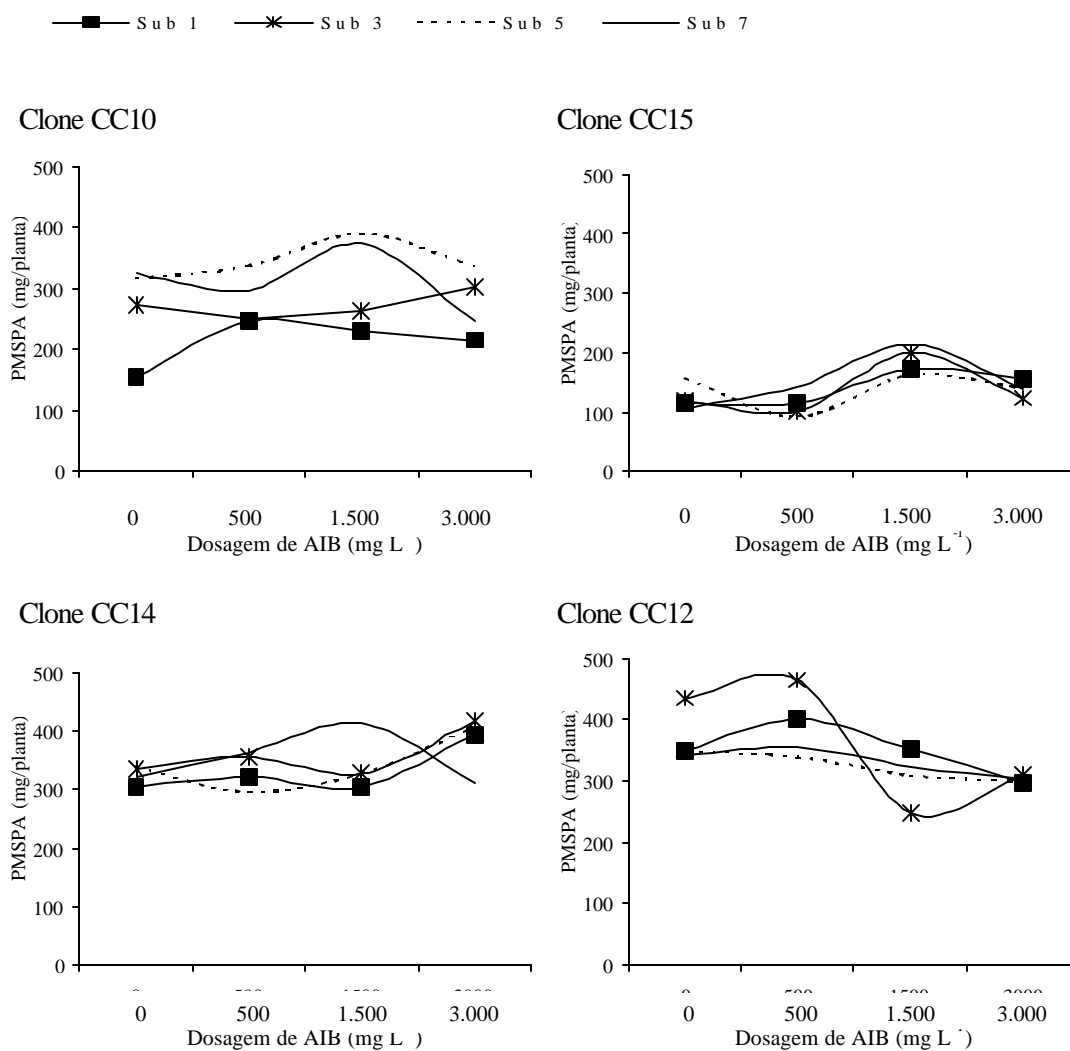 Sub 1 Sub 3 Sub 5 Sub 7
Clone CC10
PMSPA (mg/planta)
500
400
300
200
100
0
0 500 1.500 3.000
Dosagem de AIB (mg L )
Clone CC15
PMSPA (mg/planta)
500
400
300
200
100
0
0 500 1.500 3.000
Dosagem de AIB (mg L-1)
Clone CC14
PMSPA (mg/planta)
500
400
300
200
100
0
0 500 1.500 3.000
Dosagem de AIB (mg L )
Clone CC12
PMSPA (mg/planta)
500
400
300
200
100
0
0 500 1.500 3.000
Dosagem de AIB (mg L )